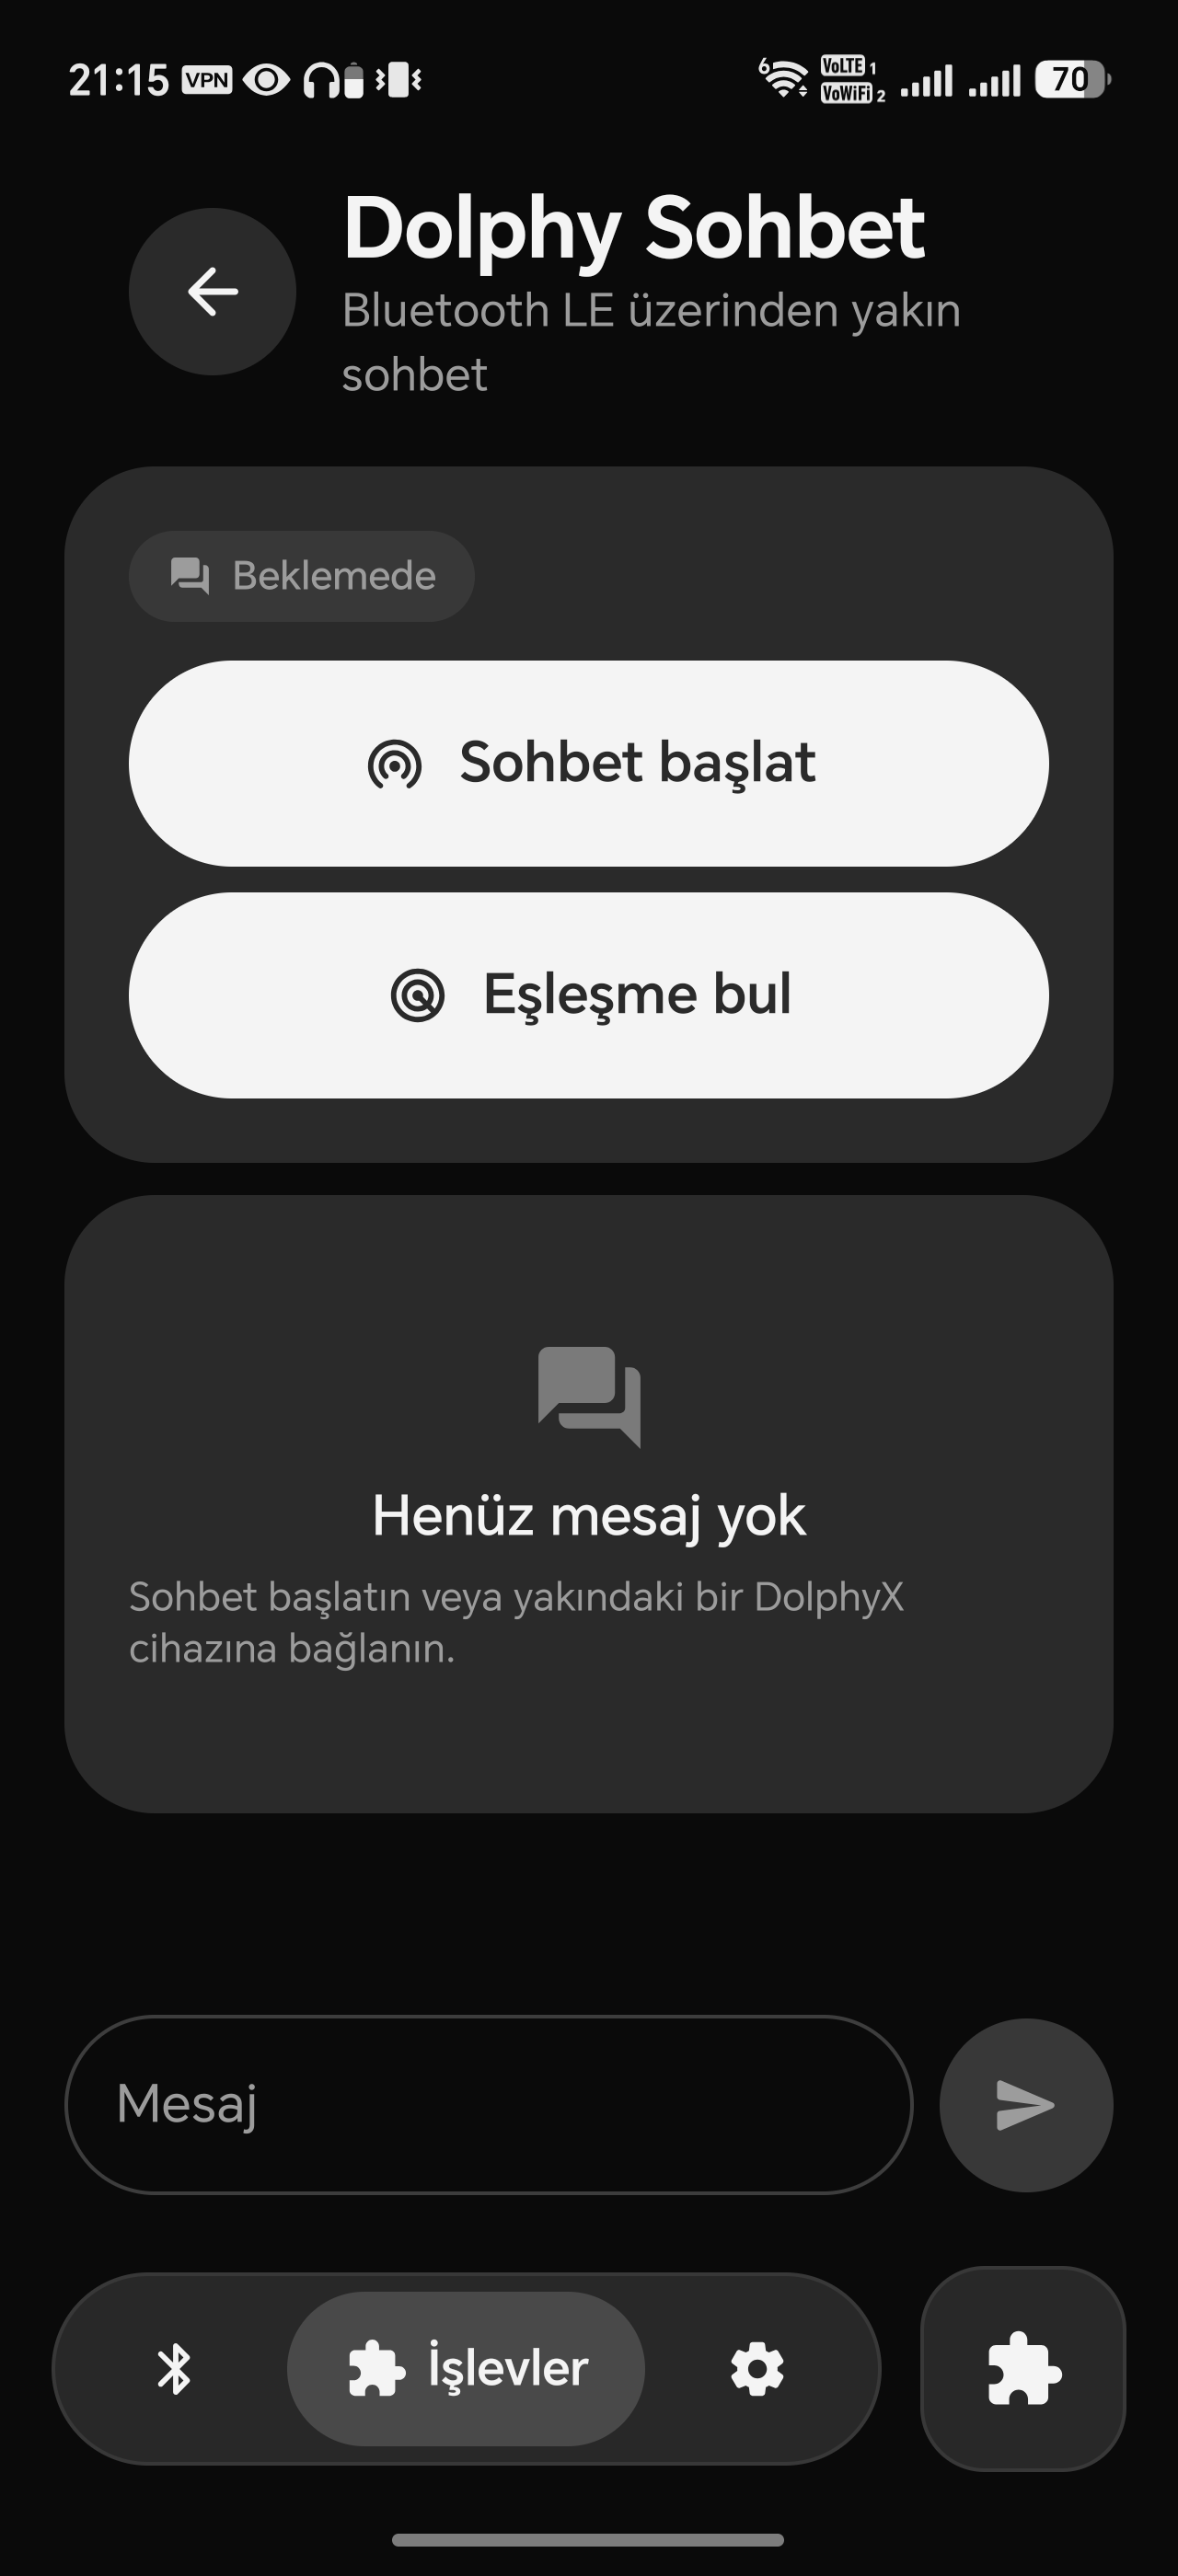 21:15 VPN 6 VoLTE 1 VoWiFi 2 70
Dolphy Sohbet
Bluetooth LE üzerinden yakın
sohbet
Beklemede
Sohbet başlat
Eşleşme bul
Henüz mesaj yok
Sohbet başlatın veya yakındaki bir DolphyX
cihazına bağlanın.
Mesaj
İşlevler